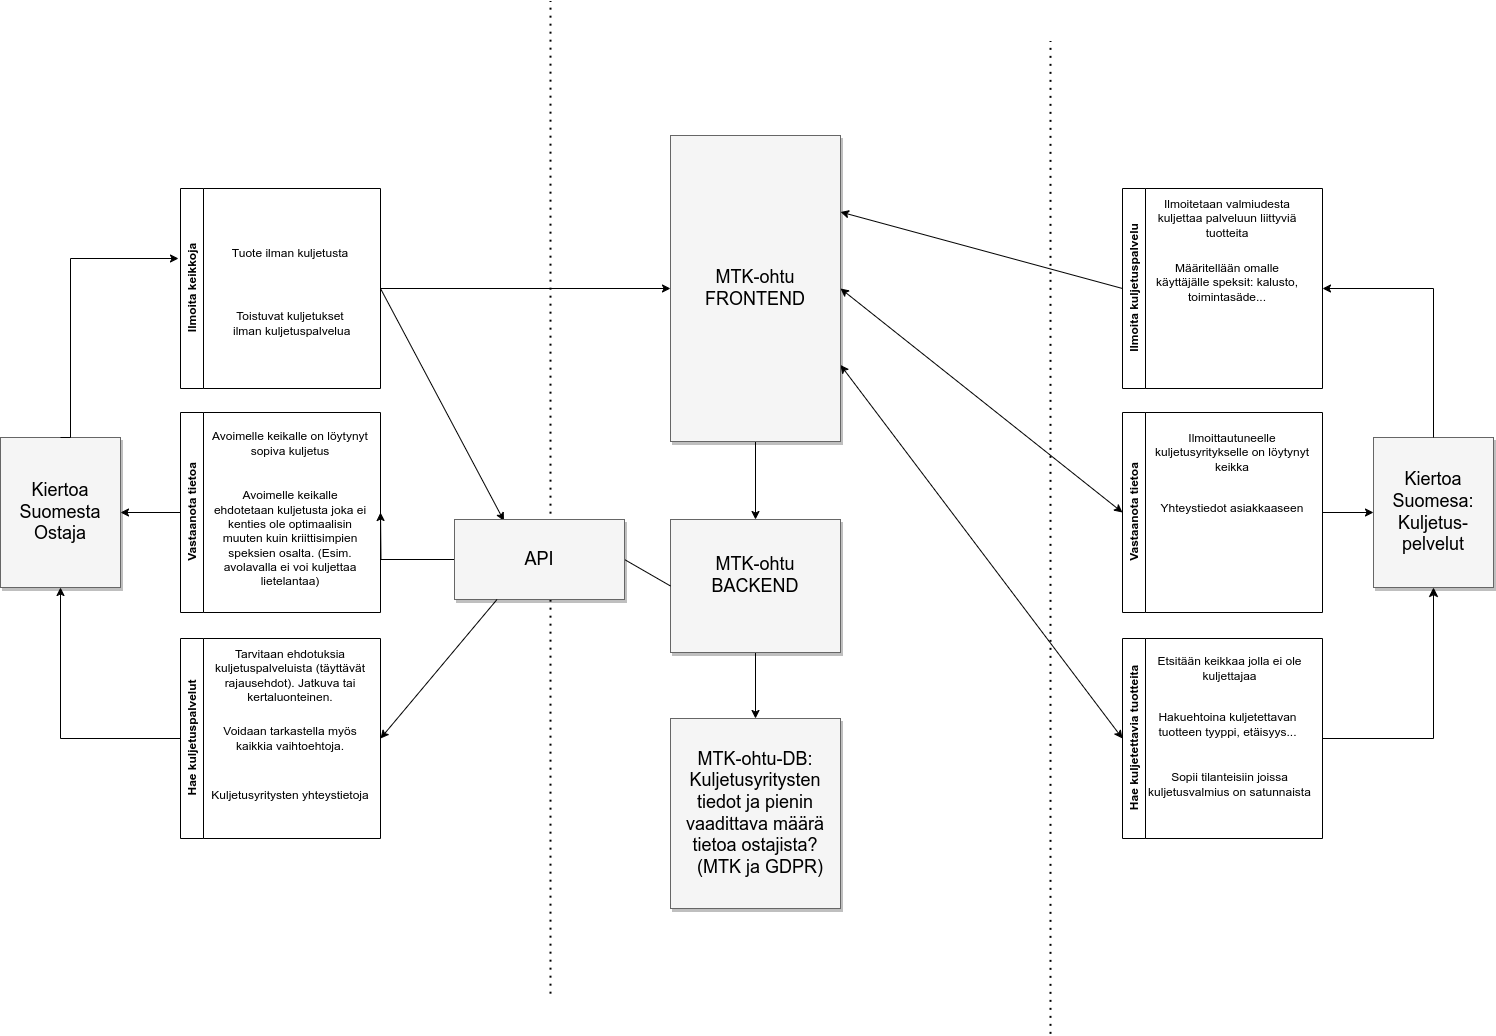 Kiertoa
Suomesta
Ostaja
Ilmoita keikkoja
Tuote ilman kuljetusta
Toistuvat kuljetukset
ilman kuljetuspalvelua
Vastaanota tietoa
Avoimelle keikalle on löytynyt
sopiva kuljetus
Avoimelle keikalle
ehdotetaan kuljetusta joka ei
kenties ole optimaalisin
muuten kuin kriittisimpien
speksien osalta. (Esim.
avolavalla ei voi kuljettaa
lietelantaa)
Hae kuljetuspalvelut
Tarvitaan ehdotuksia
kuljetuspalveluista (täyttävät
rajausehdot). Jatkuva tai
kertaluonteinen.
Voidaan tarkastella myös
kaikkia vaihtoehtoja.
Kuljetusyritysten yhteystietoja
API
MTK-ohtu
FRONTEND
MTK-ohtu
BACKEND
MTK-ohtu-DB:
Kuljetusyritysten
tiedot ja pienin
vaadittava määrä
tietoa ostajista?
(MTK ja GDPR)
Ilmoita kuljetuspalvelu
Ilmoitetaan valmiudesta
kuljettaa palveluun liittyviä
tuotteita
Määritellään omalle
käyttäjälle speksit: kalusto,
toimintasäde...
Vastaanota tietoa
Ilmoittautuneelle
kuljetusyritykselle on löytynyt
keikka
Yhteystiedot asiakkaaseen
Hae kuljetettavia tuotteita
Etsitään keikkaa jolla ei ole
kuljettajaa
Hakuehtoina kuljetettavan
tuotteen tyyppi, etäisyys...
Sopii tilanteisiin joissa
kuljetusvalmius on satunnaista
Kiertoa
Suomesa:
Kuljetus-
palvelut